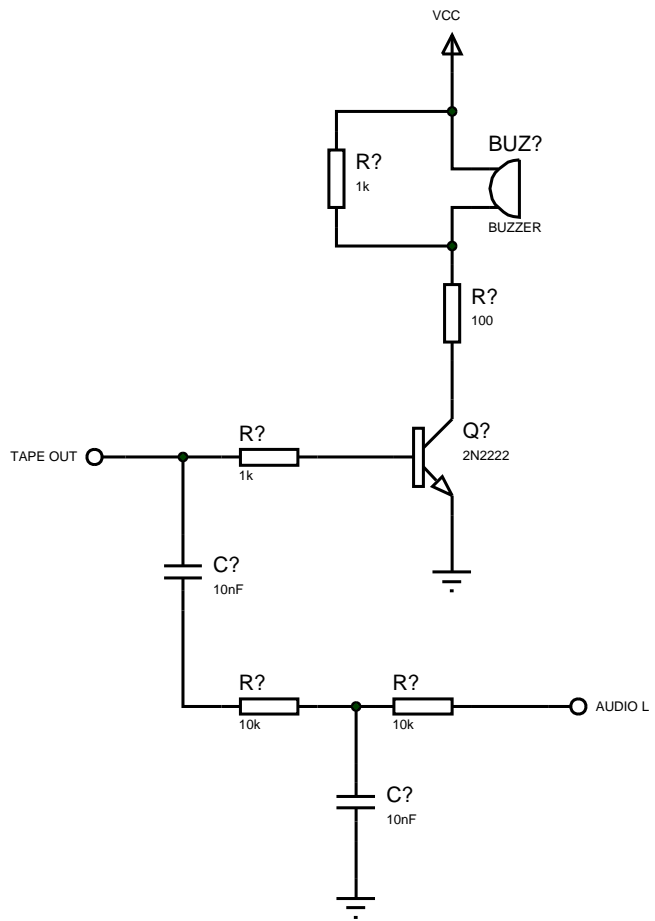 VCC
BUZ?
R?
1k
BUZZER
R?
100
R?
Q?
TAPE OUT
2N2222
1k
C?
10nF
R?
R?
AUDIO L
10k
10k
C?
10nF